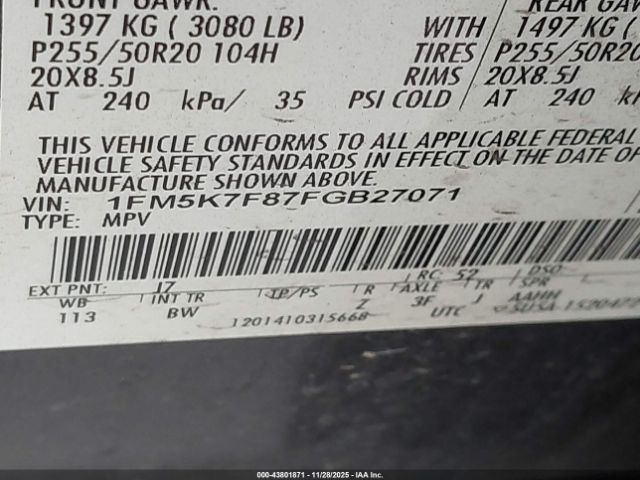 FRONT GAWR: REAR GAW
1397 KG ( 3080 LB) WITH 1497 KG (
P255/50R20 104H TIRES P255/50R20
20X8.5J RIMS 20X8.5J
AT 240 kPa/ 35 PSI COLD AT 240
THIS VEHICLE CONFORMS TO ALL APPLICABLE FEDERAL
VEHICLE SAFETY STANDARDS IN EFFECT ON THE DATE OF
MANUFACTURE SHOWN ABOVE.
VIN: 1FM5K7F87FGB27071
TYPE: MPV
EXT PNT: J7 RC: 52 DSO
WB INT TR TP/PS R AXLE TR SPR
113 BW Z 3F J AAHH
1201410315668 UTC
000-43801871 - 11/28/2025 - IAA Inc.